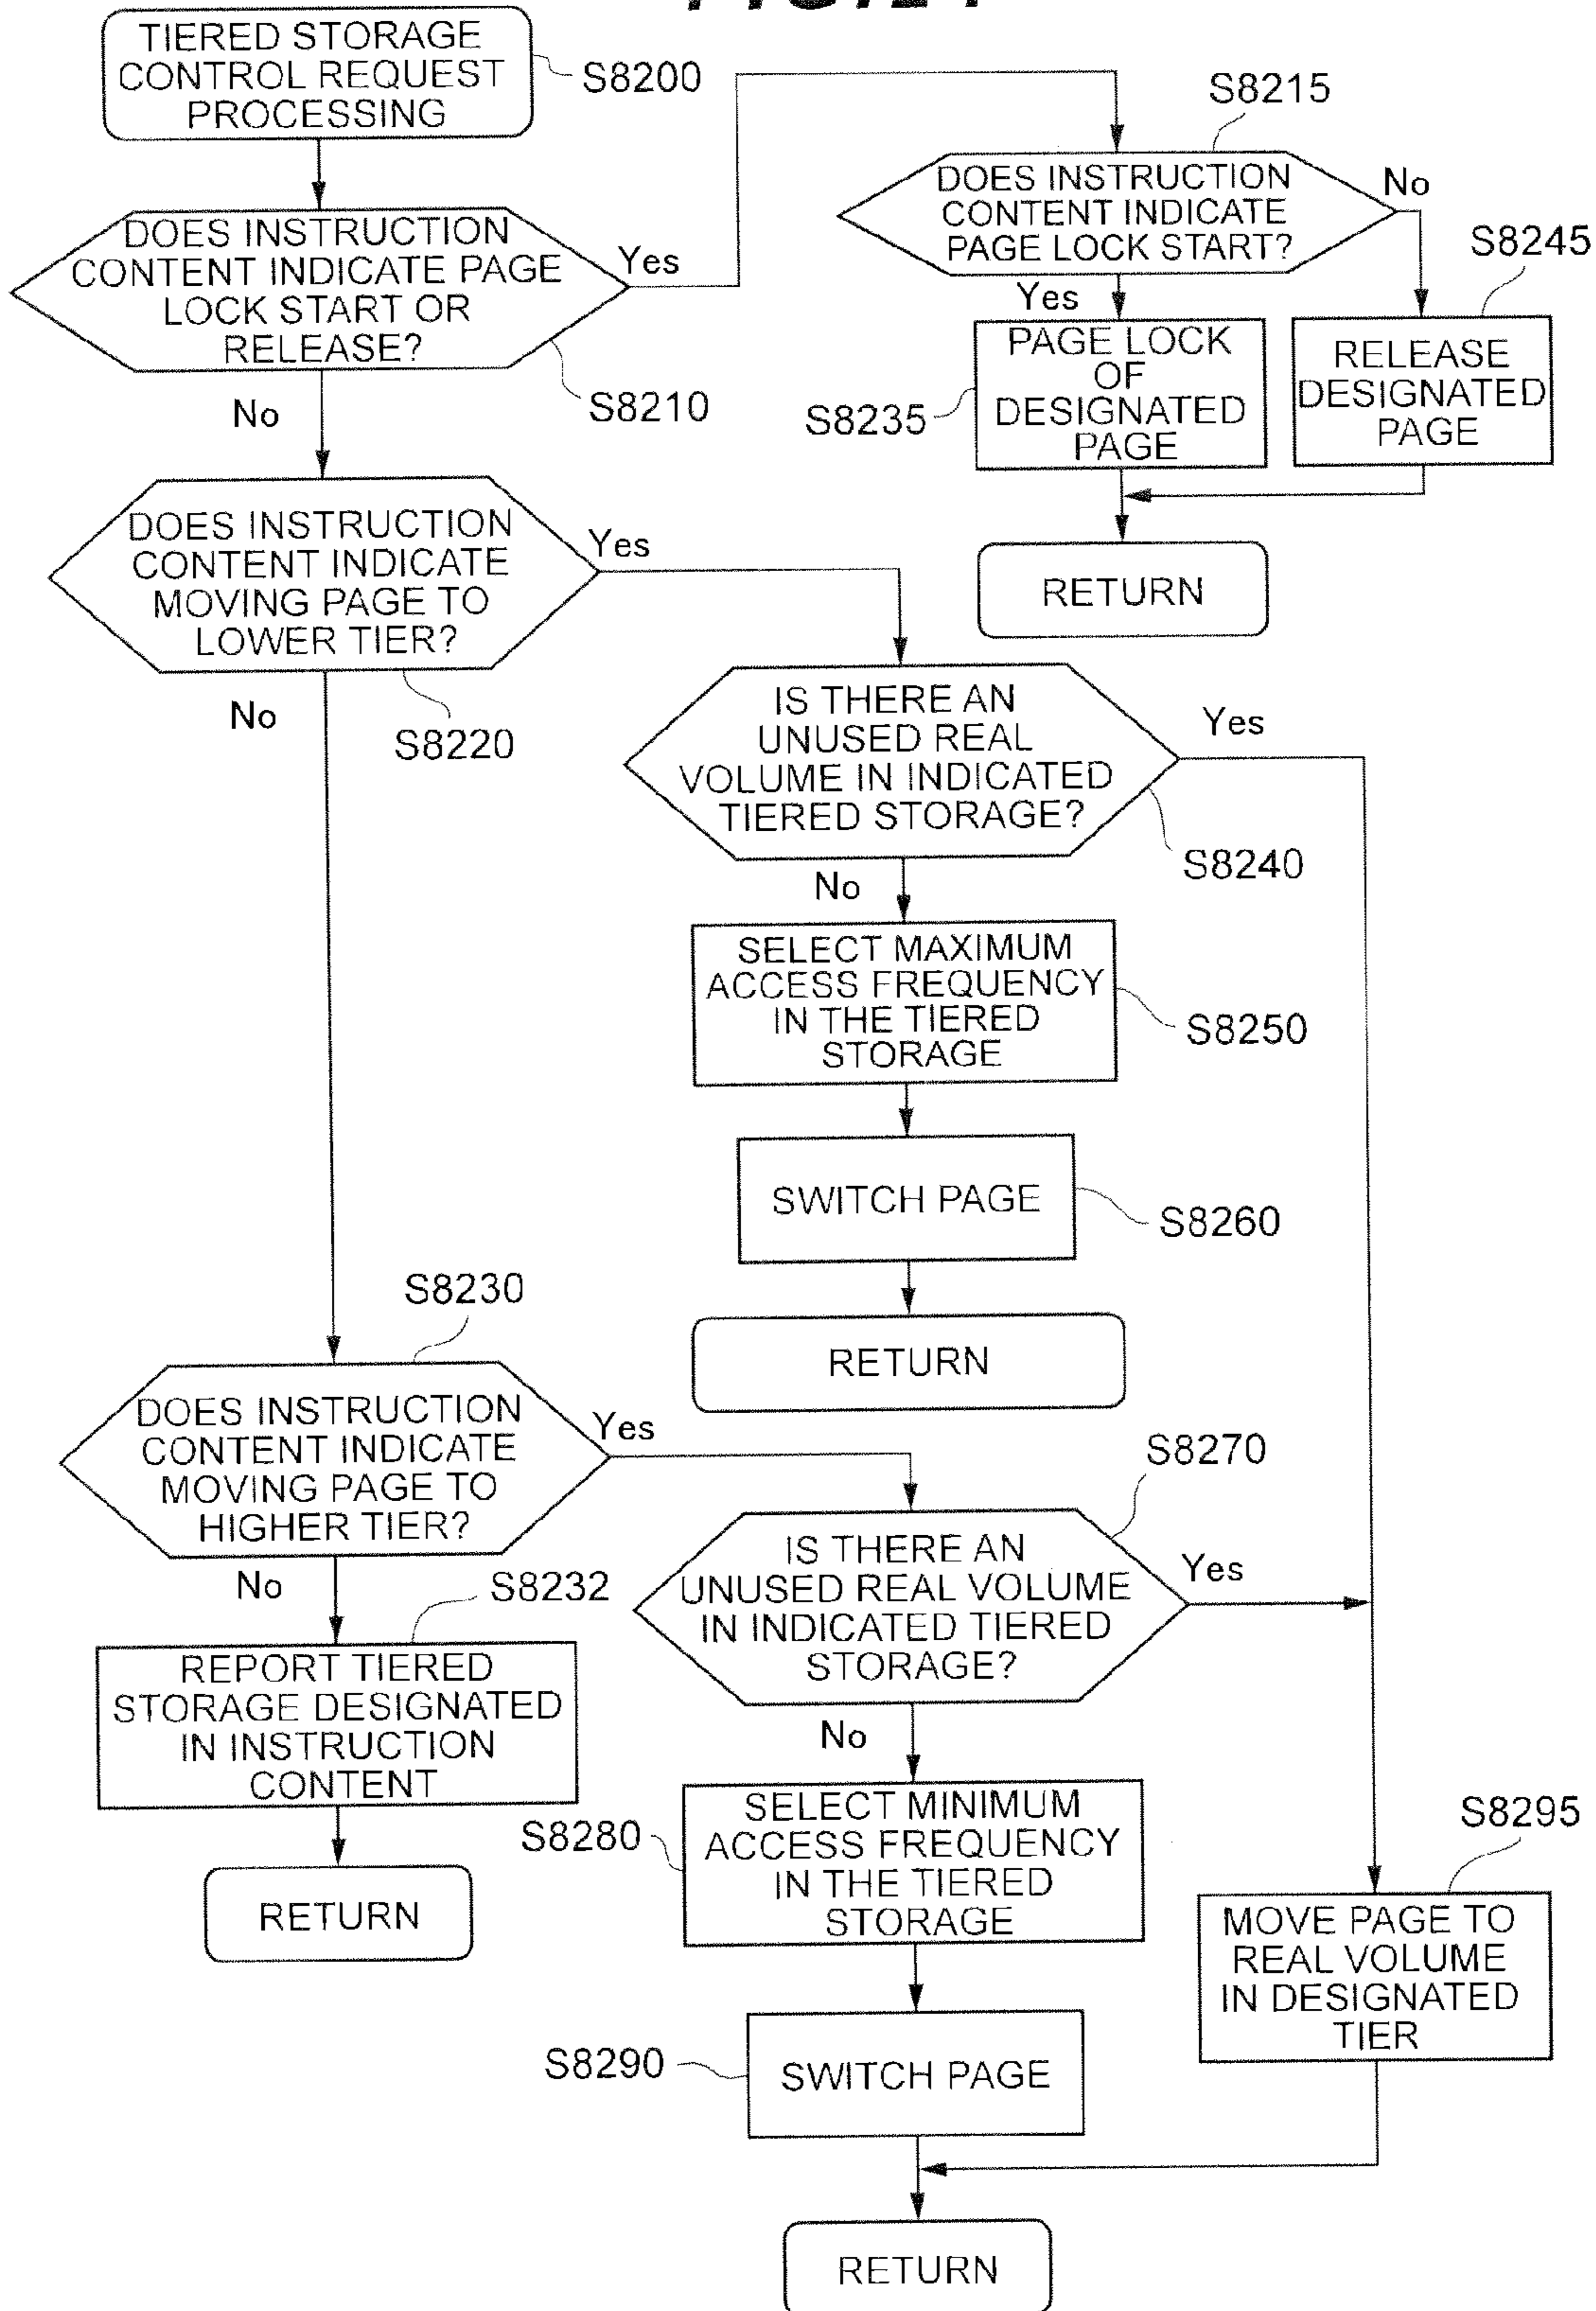 TIERED STORAGE
CONTROL REQUEST
PROCESSING
S8200
S8215
DOES INSTRUCTION
CONTENT INDICATE
PAGE LOCK START?
No
S8245
DOES INSTRUCTION
CONTENT INDICATE PAGE
LOCK START OR
RELEASE?
Yes
S8210
No
Yes
PAGE LOCK
OF
DESIGNATED
PAGE
S8235
RELEASE
DESIGNATED
PAGE
RETURN
DOES INSTRUCTION
CONTENT INDICATE
MOVING PAGE TO
LOWER TIER?
Yes
No
S8220
IS THERE AN
UNUSED REAL
VOLUME IN INDICATED
TIERED STORAGE?
Yes
S8240
No
SELECT MAXIMUM
ACCESS FREQUENCY
IN THE TIERED
STORAGE
S8250
SWITCH PAGE
S8260
RETURN
S8230
DOES INSTRUCTION
CONTENT INDICATE
MOVING PAGE TO
HIGHER TIER?
Yes
S8270
No
S8232
IS THERE AN
UNUSED REAL VOLUME
IN INDICATED TIERED
STORAGE?
Yes
No
REPORT TIERED
STORAGE DESIGNATED
IN INSTRUCTION
CONTENT
RETURN
S8280
SELECT MINIMUM
ACCESS FREQUENCY
IN THE TIERED
STORAGE
S8295
MOVE PAGE TO
REAL VOLUME
IN DESIGNATED
TIER
S8290
SWITCH PAGE
RETURN